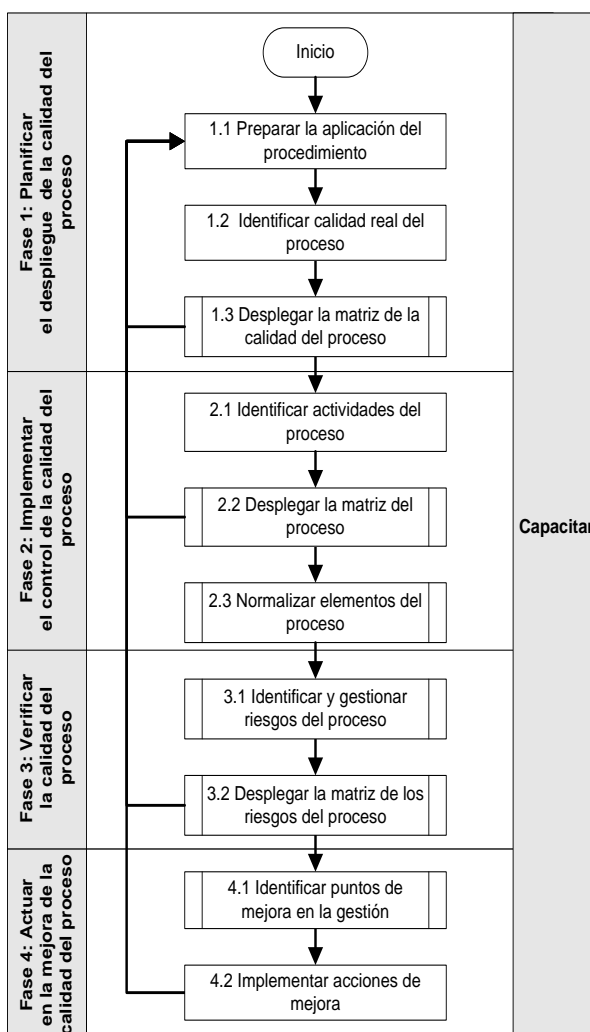 Fase 1: Planificar
el despliegue de la calidad del
proceso
Inicio
1.1 Preparar la aplicación del
procedimiento
1.2 Identificar calidad real del
proceso
1.3 Desplegar la matriz de la
calidad del proceso
Fase 2: Implementar
el control de la calidad del
proceso
2.1 Identificar actividades del
proceso
2.2 Desplegar la matriz del
proceso
2.3 Normalizar elementos del
proceso
Fase 3: Verificar
la calidad del
proceso
3.1 Identificar y gestionar
riesgos del proceso
3.2 Desplegar la matriz de los
riesgos del proceso
Fase 4: Actuar
en la mejora de la
calidad del proceso
4.1 Identificar puntos de
mejora en la gestión
4.2 Implementar acciones de
mejora
Capacitar